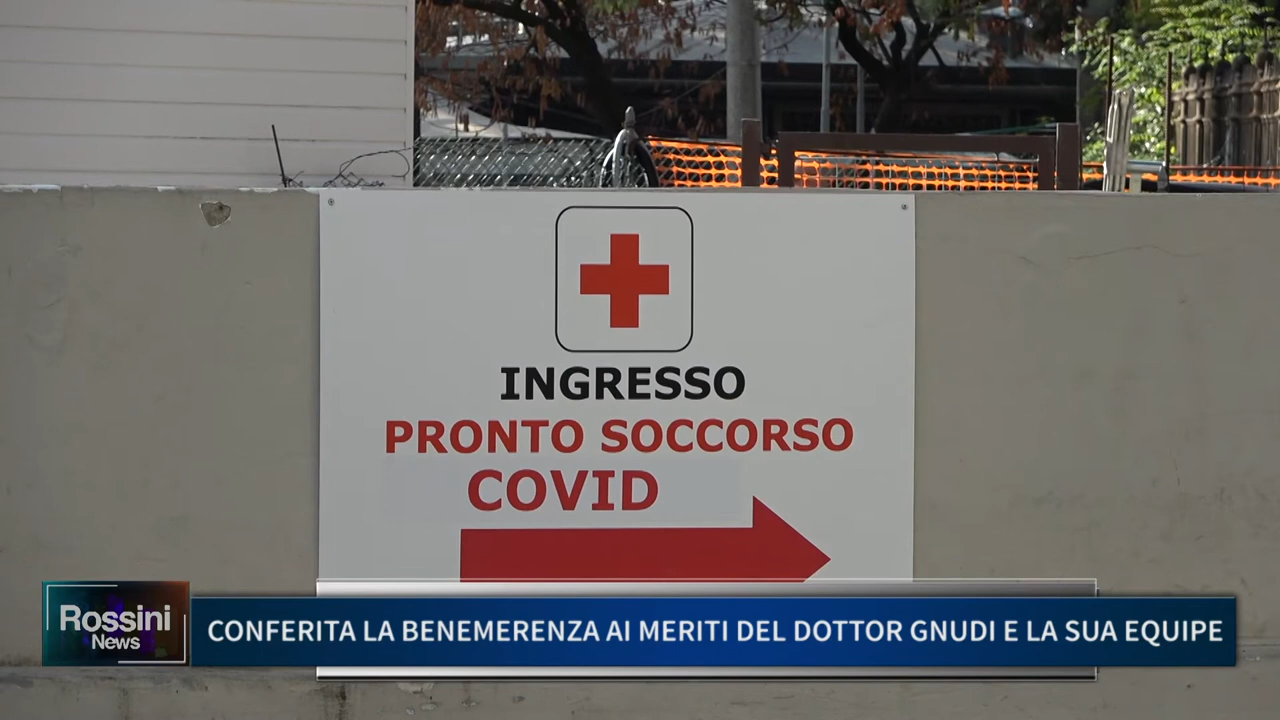 INGRESSO
PRONTO SOCCORSO
COVID
Rossini
News
CONFERITA LA BENEMERENZA AI MERITI DEL DOTTOR GNUDI E LA SUA EQUIPE